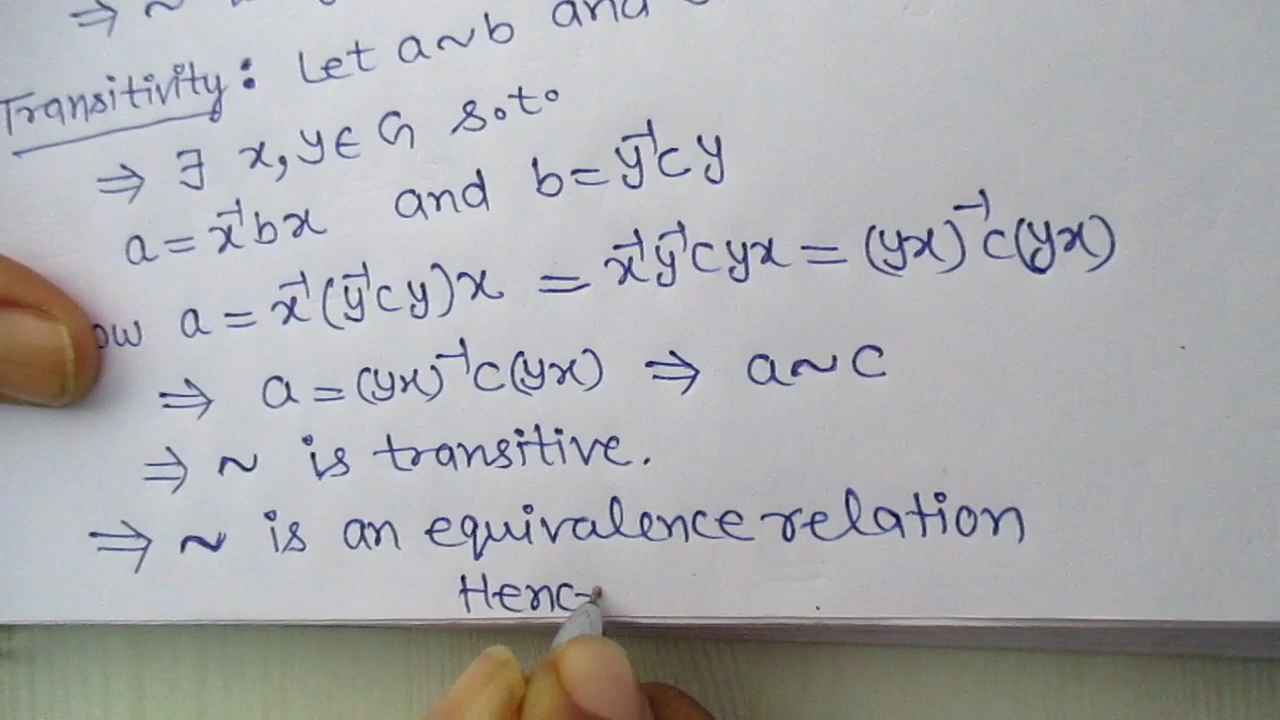 ⇒ ~
Transitivity: Let a~b and
⇒ ∃ x, y ∈ G s.t.
a = x⁻¹bx and b = y⁻¹cy
ow a = x⁻¹(y⁻¹cy)x = x⁻¹y⁻¹cyx = (yx)⁻¹c(yx)
⇒ a = (yx)⁻¹c(yx) ⇒ a~c
⇒ ~ is transitive.
⇒ ~ is an equivalence relation
Henc